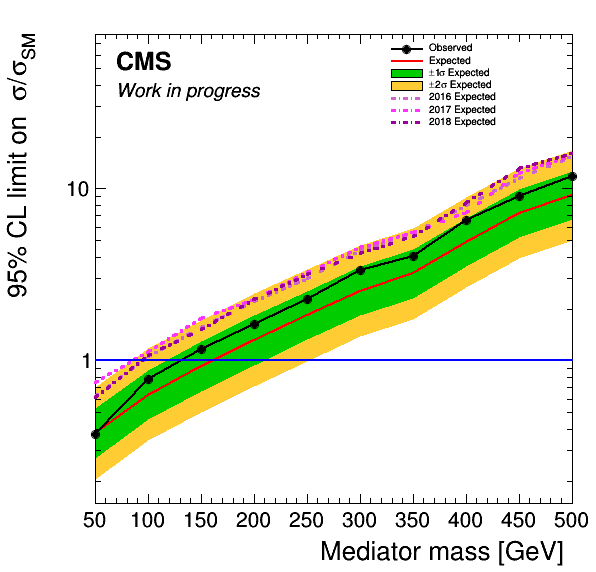 CMS
Work in progress
Observed
Expected
±1σ Expected
±2σ Expected
2016 Expected
2017 Expected
2018 Expected
95% CL limit on σ/σSM
10
1
50 100 150 200 250 300 350 400 450 500
Mediator mass [GeV]